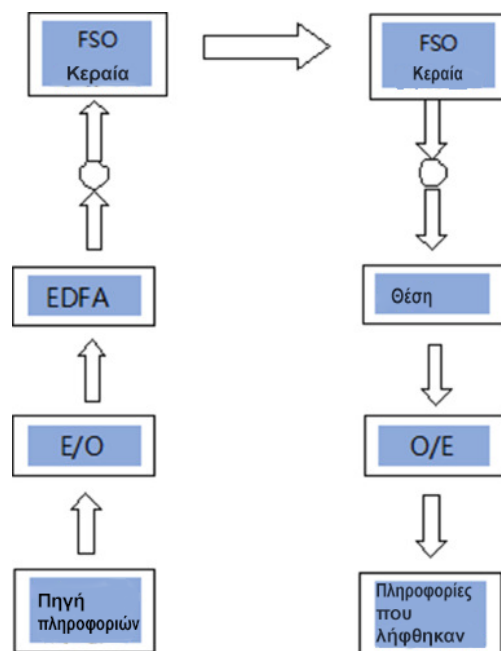 FSO
Κεραία
FSO
Κεραία
EDFA
Θέση
E/O
O/E
Πηγή
πληροφοριών
Πληροφορίες
που
λήφθηκαν